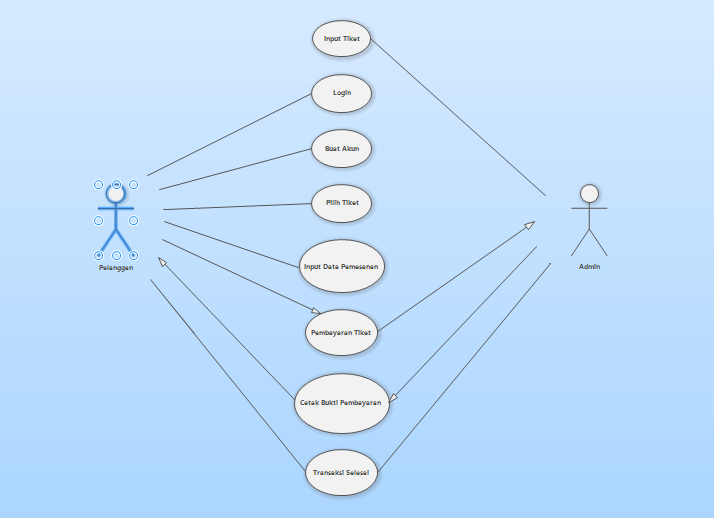 Input Tiket
Login
Buat Akun
Pilih Tiket
Pelanggan
Admin
Input Data Pemesanan
Pembayaran Tiket
Cetak Bukti Pembayaran
Transaksi Selesai